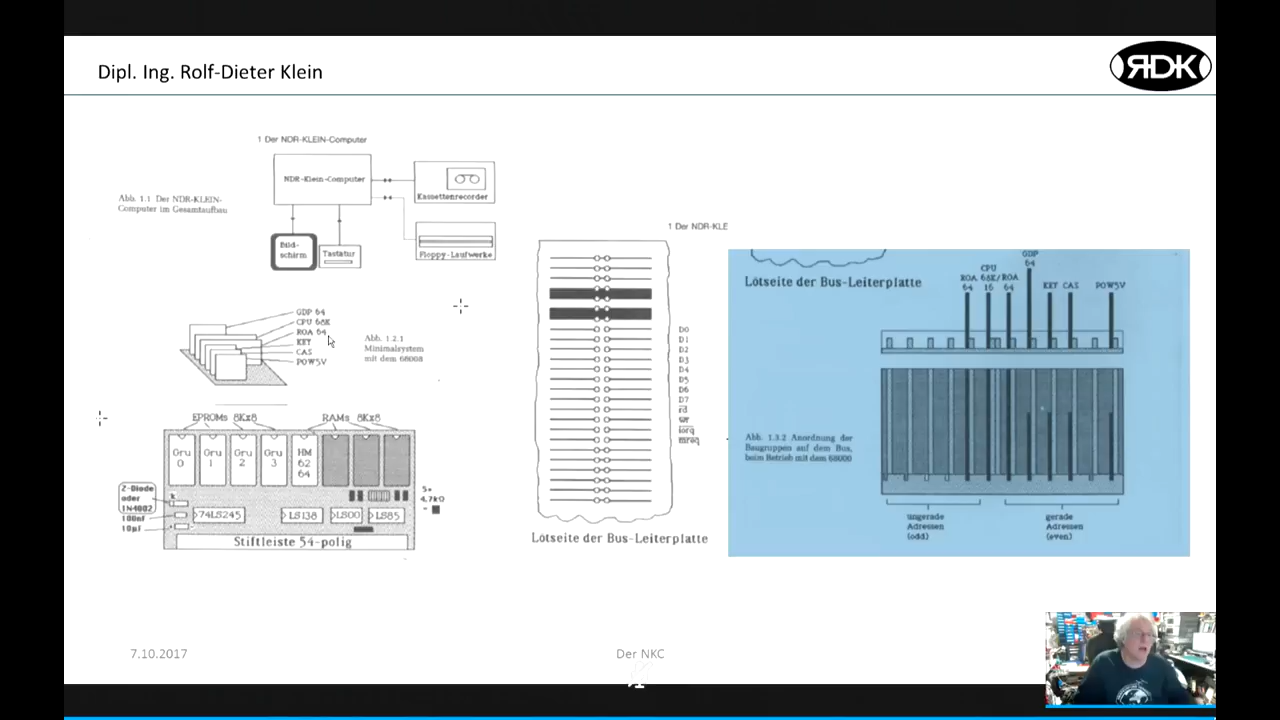 Dipl. Ing. Rolf-Dieter Klein
RDK
1 Der NDR-KLEIN-Computer
NDR-Klein-Computer
Kassettenrecorder
Abb. 1.1 Der NDR-KLEIN-
Computer im Gesamtaufbau
Bild-
schirm
Tastatur
Floppy-Laufwerke
GDP 64
CPU 68K
ROA 64
KEY
CAS
POW5V
Abb. 1.2.1
Minimalsystem
mit dem 68008
EPROMs 8Kx8
RAMs 8Kx8
Gru
0
Gru
1
Gru
2
Gru
3
HM
62
64
Z-Diode
oder
1N4002
100nf
10µf
k
+
74LS245
LS138
LS00
LS85
5*
4,7kΩ
= ■
Stiftleiste 54-polig
1 Der NDR-KLE
D0
D1
D2
D3
D4
D5
D6
D7
rd
wr
iorq
mreq
Lötseite der Bus-Leiterplatte
Lötseite der Bus-Leiterplatte
ROA
64
CPU
68K/
16
ROA
64
GDP
64
KEY
CAS
POW5V
Abb. 1.3.2 Anordnung der
Baugruppen auf dem Bus,
beim Betrieb mit dem 68000
ungerade
Adressen
(odd)
gerade
Adressen
(even)
7.10.2017
Der NKC